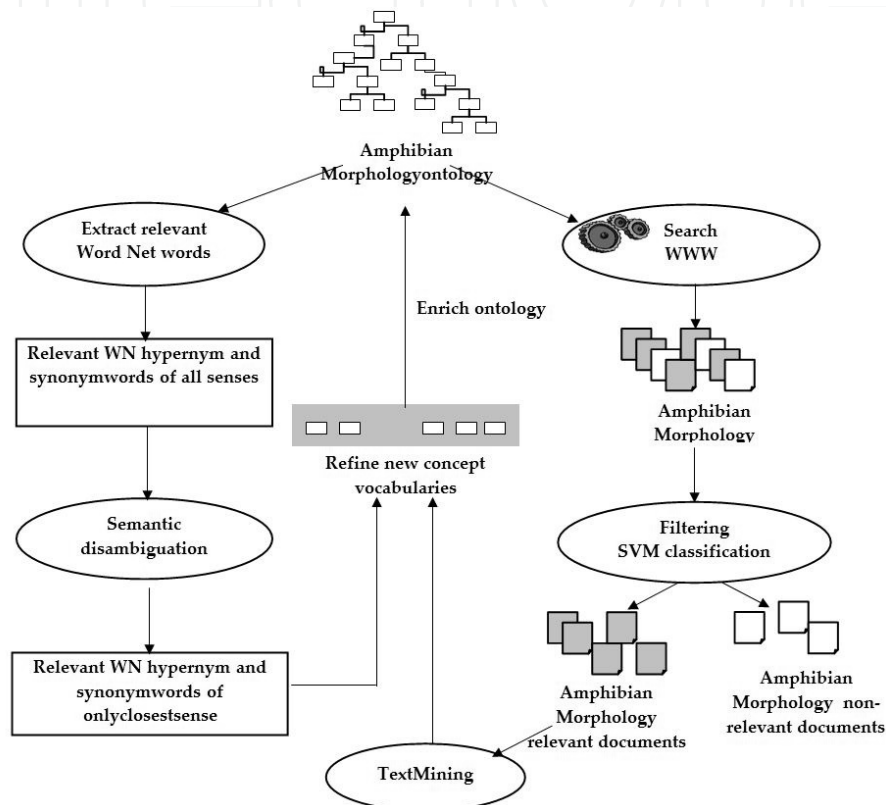 Amphibian
Morphologyontology
Extract relevant
Word Net words
Search
WWW
Enrich ontology
Relevant WN hypernym and
synonymwords of all senses
Amphibian
Morphology
Refine new concept
vocabularies
Semantic
disambiguation
Filtering
SVM classification
Relevant WN hypernym and
synonymwords of
onlyclosestsense
Amphibian
Morphology
relevant documents
Amphibian
Morphology non-
relevant documents
TextMining